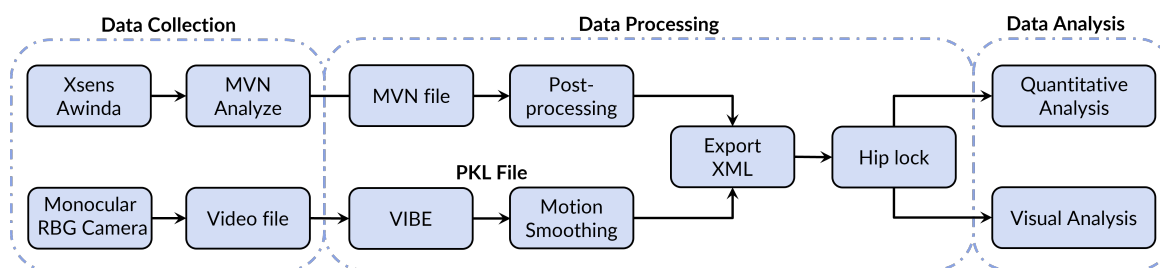 Data Collection
Data Processing
Data Analysis
Xsens
Awinda
MVN
Analyze
MVN file
Post-
processing
Quantitative
Analysis
Export
XML
Hip lock
PKL File
Monocular
RBG Camera
Video file
VIBE
Motion
Smoothing
Visual Analysis